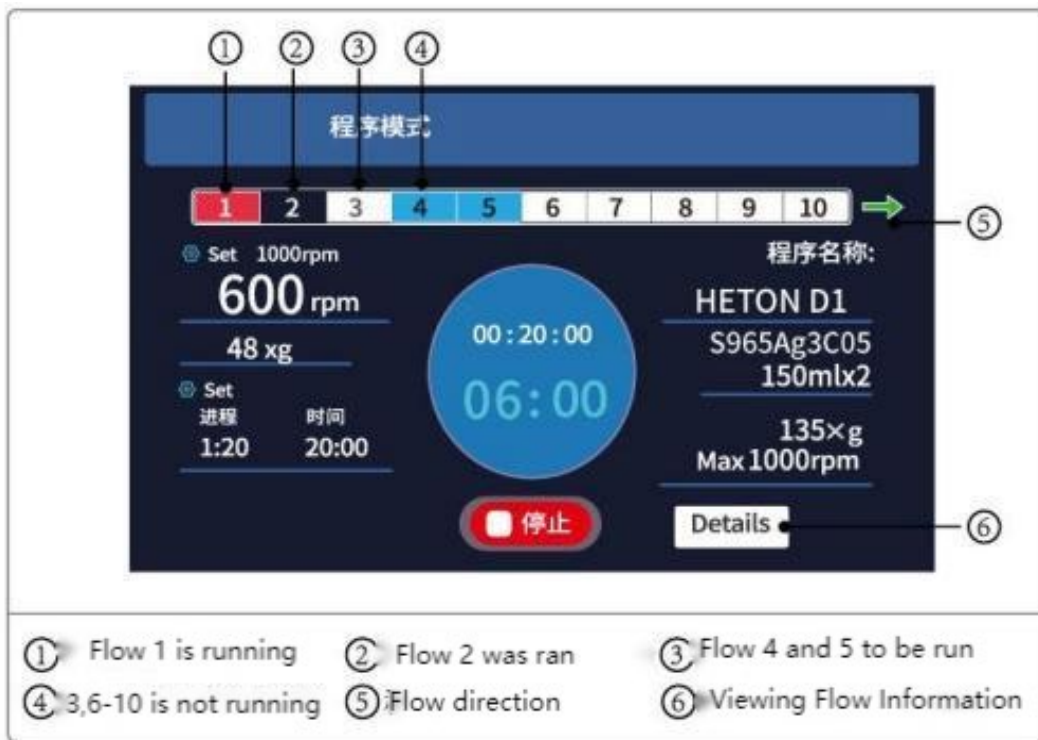 ① ② ③ ④
程序模式
1 2 3 4 5 6 7 8 9 10
⑤
Set 1000rpm
600 rpm
48 xg
Set
进程 时间
1:20 20:00
00:20:00
06:00
停止
程序名称:
HETON D1
S965Ag3C05
150mlx2
135×g
Max1000rpm
Details
⑥
① Flow 1 is running
② Flow 2 was ran
③ Flow 4 and 5 to be run
④ 3,6-10 is not running
⑤ Flow direction
⑥ Viewing Flow Information